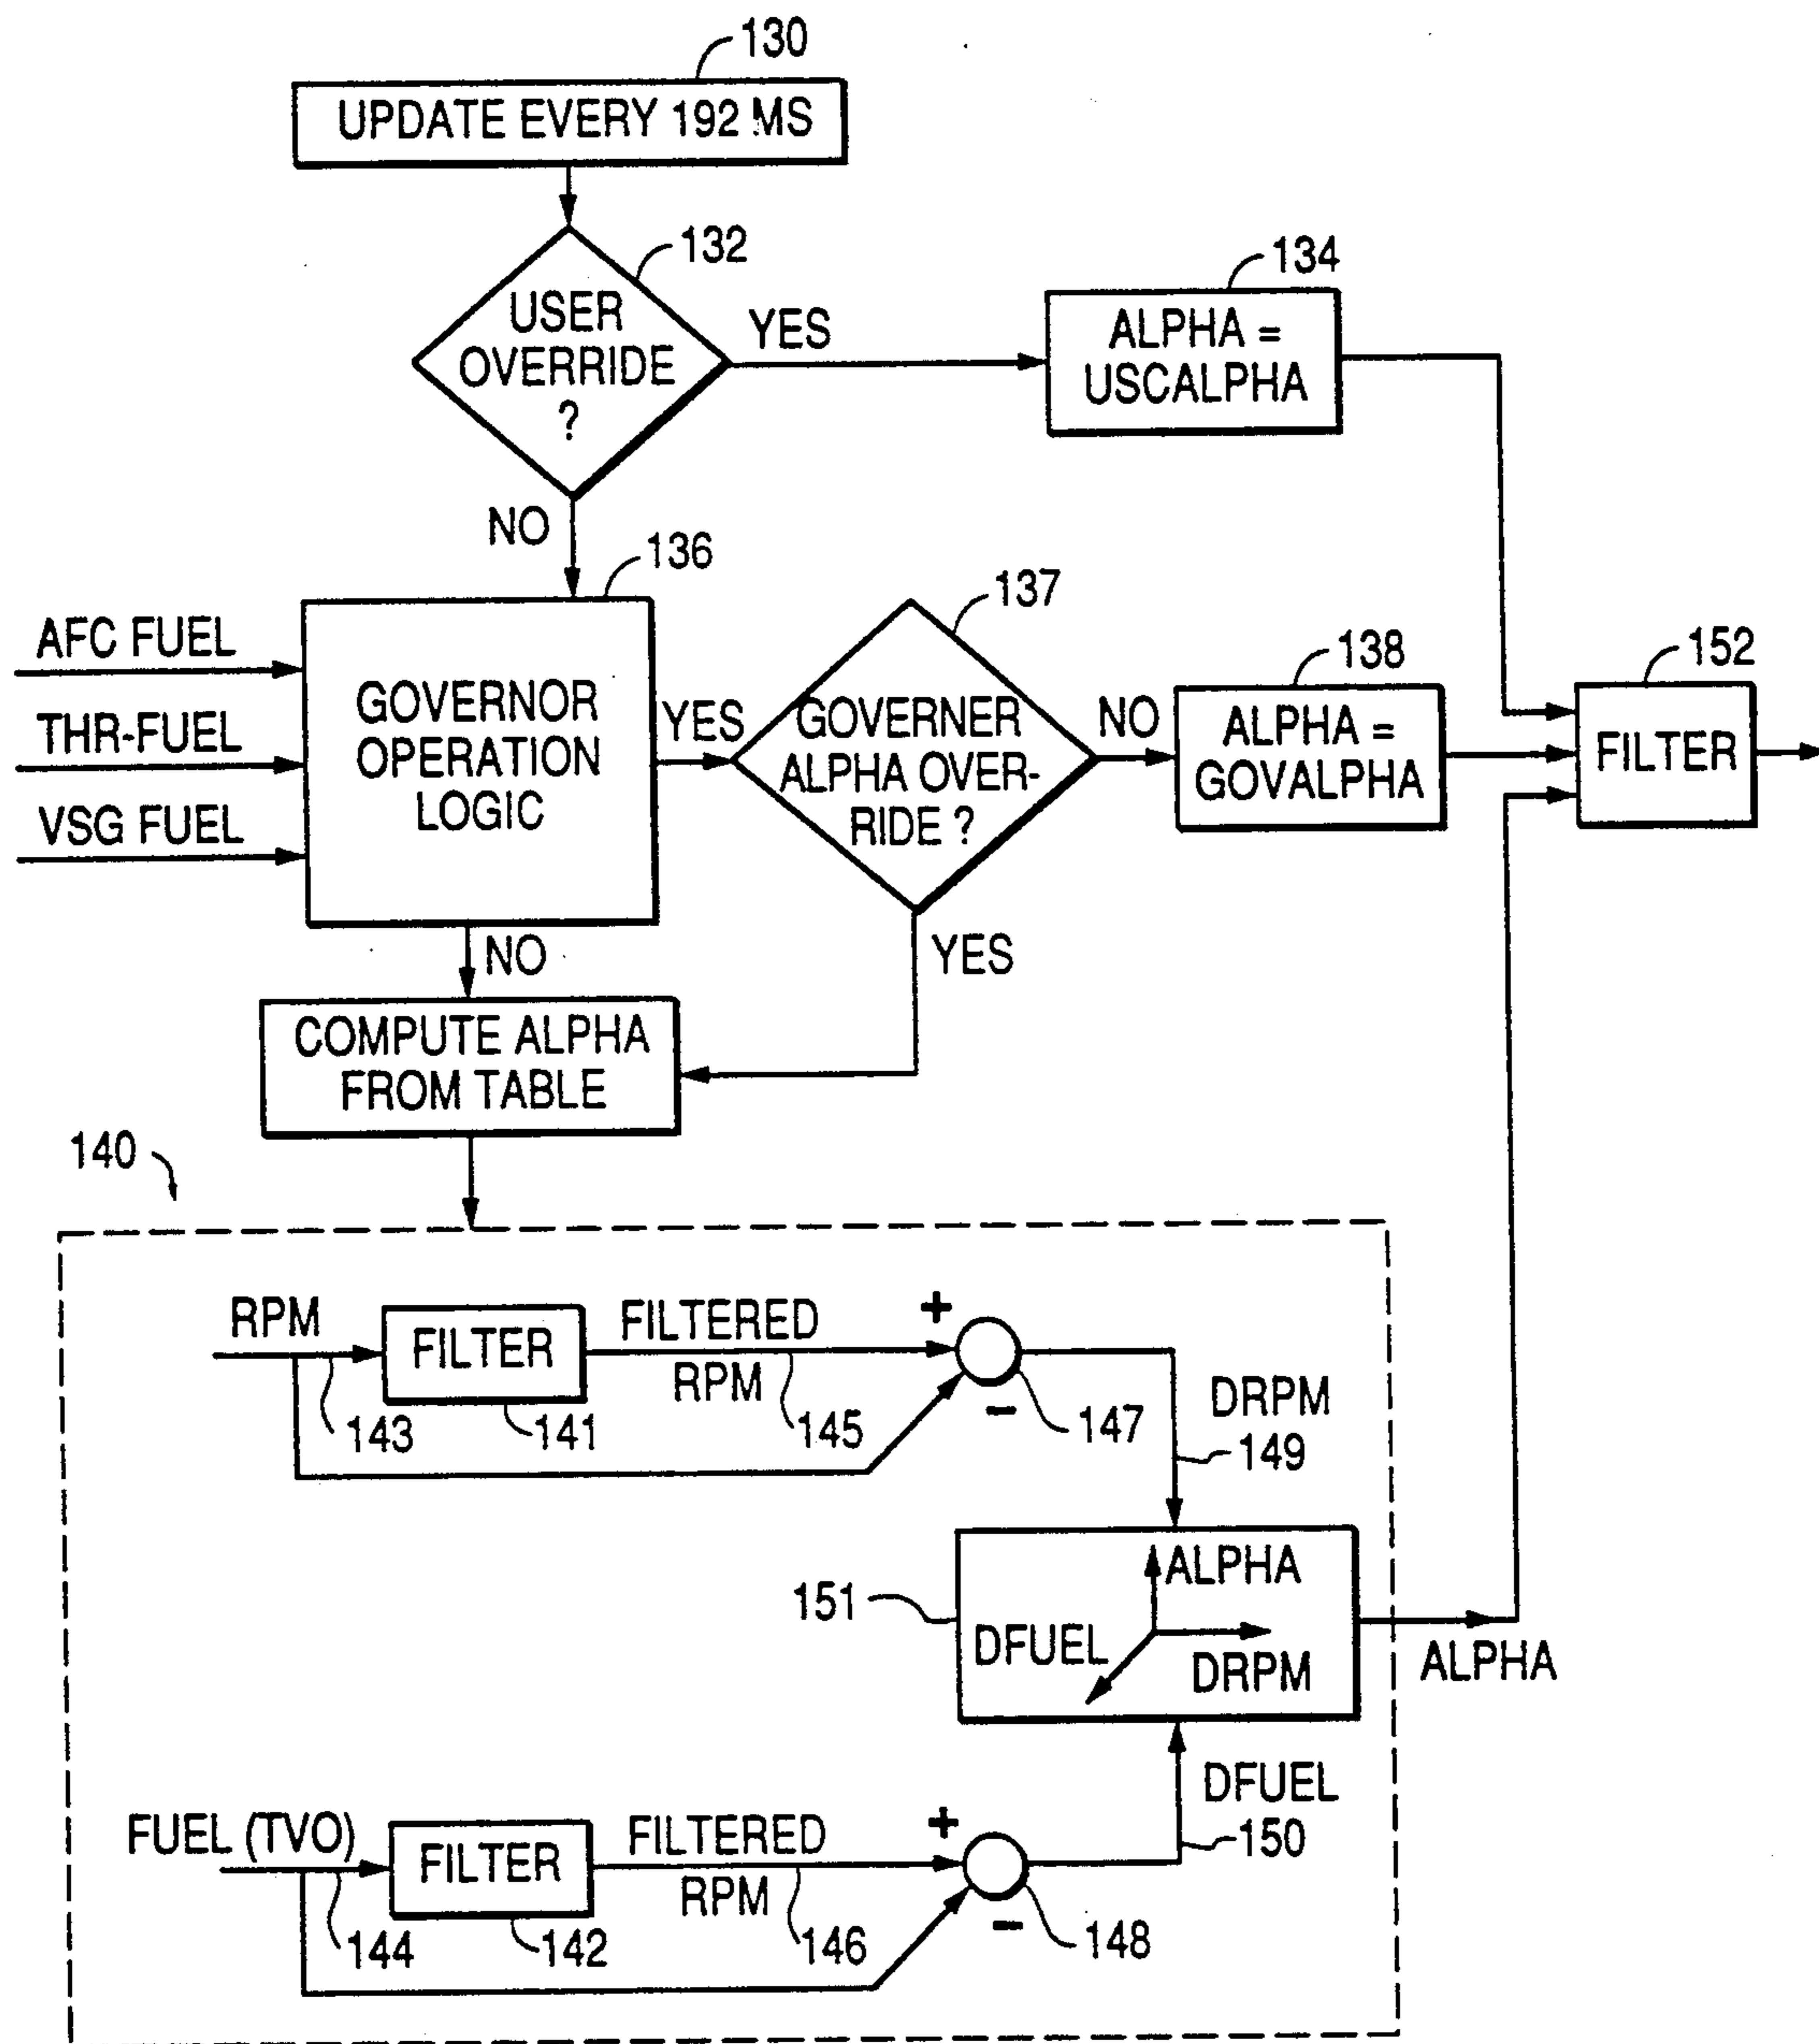 130
UPDATE EVERY 192 MS
132
USER
OVERRIDE
?
YES
134
ALPHA =
USCALPHA
NO
136
AFC FUEL
THR-FUEL
VSG FUEL
GOVERNOR
OPERATION
LOGIC
YES
137
GOVERNER
ALPHA OVER-
RIDE ?
NO
138
ALPHA =
GOVALPHA
152
FILTER
NO
YES
COMPUTE ALPHA
FROM TABLE
140
RPM
143
FILTER
141
FILTERED
RPM
145
+
-
147
DRPM
149
151
ALPHA
DFUEL
DRPM
ALPHA
DFUEL
150
FUEL (TVO)
144
FILTER
142
FILTERED
RPM
146
+
-
148